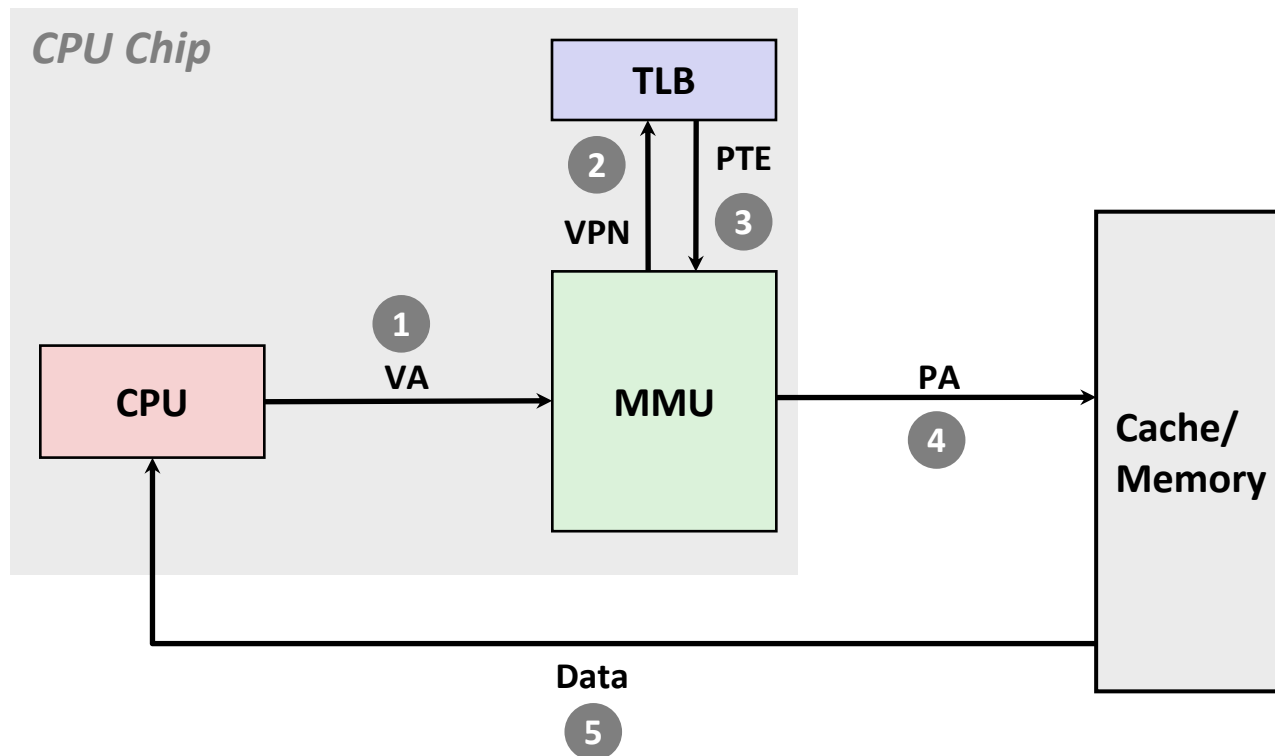 CPU Chip
TLB
2
PTE
VPN
3
1
VA
CPU
MMU
PA
4
Cache/
Memory
Data
5